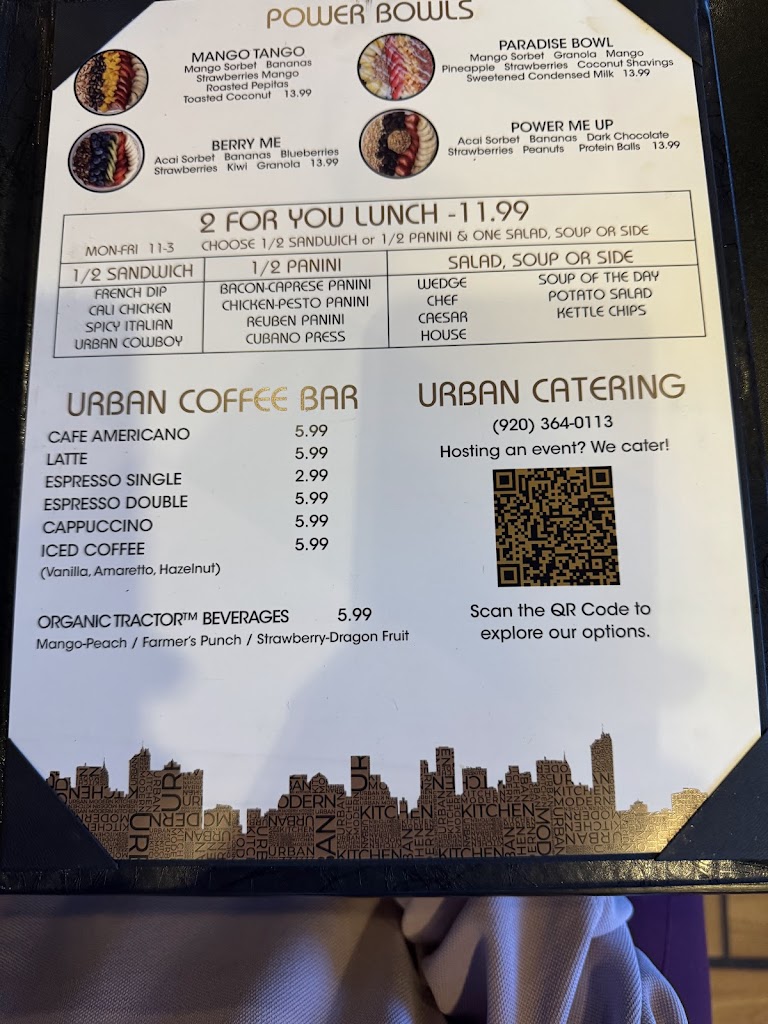 POWER BOWLS
MANGO TANGO
Mango Sorbet Bananas
Strawberries Mango
Roasted Pepitas
Toasted Coconut 13.99
PARADISE BOWL
Mango Sorbet Granola Mango
Pineapple Strawberries Coconut Shavings
Sweetened Condensed Milk 13.99
BERRY ME
Acai Sorbet Bananas Blueberries
Strawberries Kiwi Granola 13.99
POWER ME UP
Acai Sorbet Bananas Dark Chocolate
Strawberries Peanuts Protein Balls 13.99
2 FOR YOU LUNCH -11.99
MON-FRI 11-3 CHOOSE 1/2 SANDWICH or 1/2 PANINI & ONE SALAD, SOUP OR SIDE
1/2 SANDWICH
FRENCH DIP
CALI CHICKEN
SPICY ITALIAN
URBAN COWBOY
1/2 PANINI
BACON-CAPRESE PANINI
CHICKEN-PESTO PANINI
REUBEN PANINI
CUBANO PRESS
SALAD, SOUP OR SIDE
WEDGE
CHEF
CAESAR
HOUSE
SOUP OF THE DAY
POTATO SALAD
KETTLE CHIPS
URBAN COFFEE BAR
CAFE AMERICANO 5.99
LATTE 5.99
ESPRESSO SINGLE 2.99
ESPRESSO DOUBLE 5.99
CAPPUCCINO 5.99
ICED COFFEE 5.99
(Vanilla, Amaretto, Hazelnut)
ORGANIC TRACTOR™ BEVERAGES 5.99
Mango-Peach / Farmer's Punch / Strawberry-Dragon Fruit
URBAN CATERING
(920) 364-0113
Hosting an event? We cater!
Scan the QR Code to
explore our options.